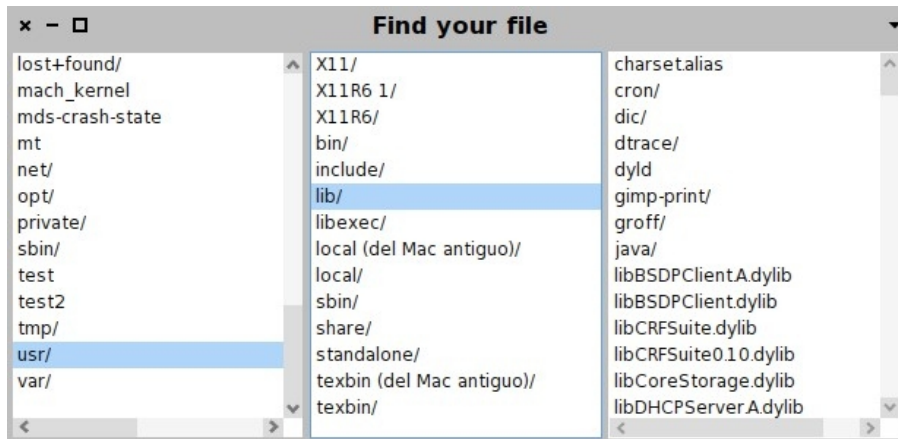 Find your file
lost+found/
mach_kernel
mds-crash-state
mt
net/
opt/
private/
sbin/
test
test2
tmp/
usr/
var/
X11/
X11R6 1/
X11R6/
bin/
include/
lib/
libexec/
local (del Mac antiguo)/
local/
sbin/
share/
standalone/
texbin (del Mac antiguo)/
texbin/
charset.alias
cron/
dic/
dtrace/
dyld
gimp-print/
groff/
java/
libBSDPClient.A.dylib
libBSDPClient.dylib
libCRFSuite.dylib
libCRFSuite0.10.dylib
libCoreStorage.dylib
libDHCPServer.A.dylib